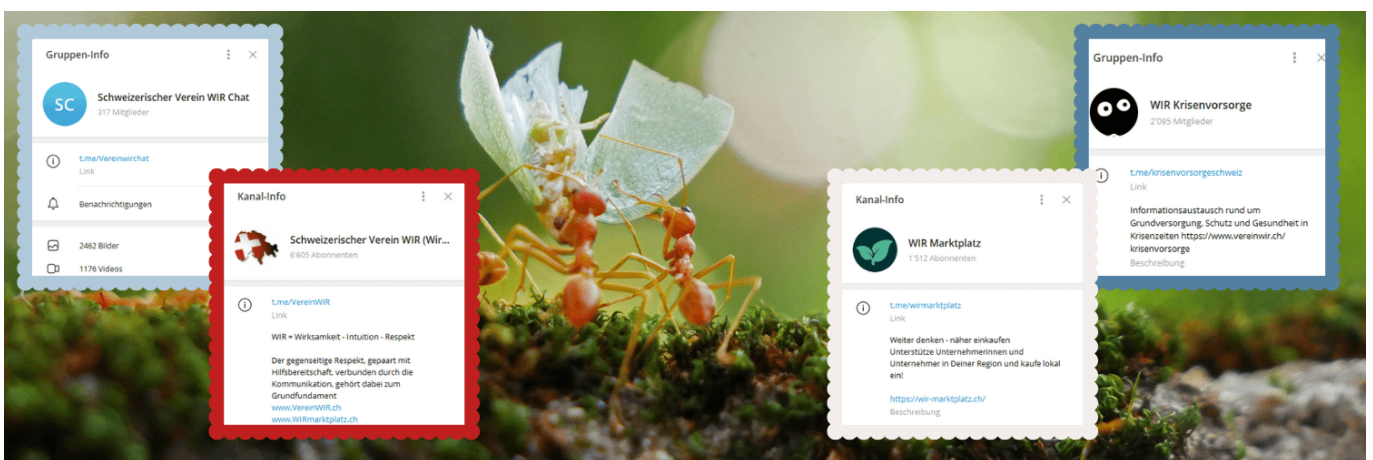 Gruppen-Info
SC
Schweizerischer Verein WIR Chat
317 Mitglieder
t.me/Vereinwirchat
Link
Benachrichtigungen
2462 Bilder
1176 Videos
Kanal-Info
Schweizerischer Verein WIR (Wir...
6'605 Abonnenten
t.me/VereinWIR
Link
WIR = Wirksamkeit - Intuition - Respekt
Der gegenseitige Respekt, gepaart mit
Hilfsbereitschaft, verbunden durch die
Kommunikation, gehört dabei zum
Grundfundament
www.VereinWIR.ch
www.WIRmarktplatz.ch
Kanal-Info
WIR Marktplatz
1'512 Abonnenten
t.me/wirmarktplatz
Link
Weiter denken - näher einkaufen
Unterstütze Unternehmerinnen und
Unternehmer in Deiner Region und kaufe lokal
ein!
https://wir-marktplatz.ch/
Beschreibung
Gruppen-Info
WIR Krisenvorsorge
2'095 Mitglieder
t.me/krisenvorsorgeschweiz
Link
Informationsaustausch rund um
Grundversorgung, Schutz und Gesundheit in
Krisenzeiten https://www.vereinwir.ch/
krisenvorsorge
Beschreibung